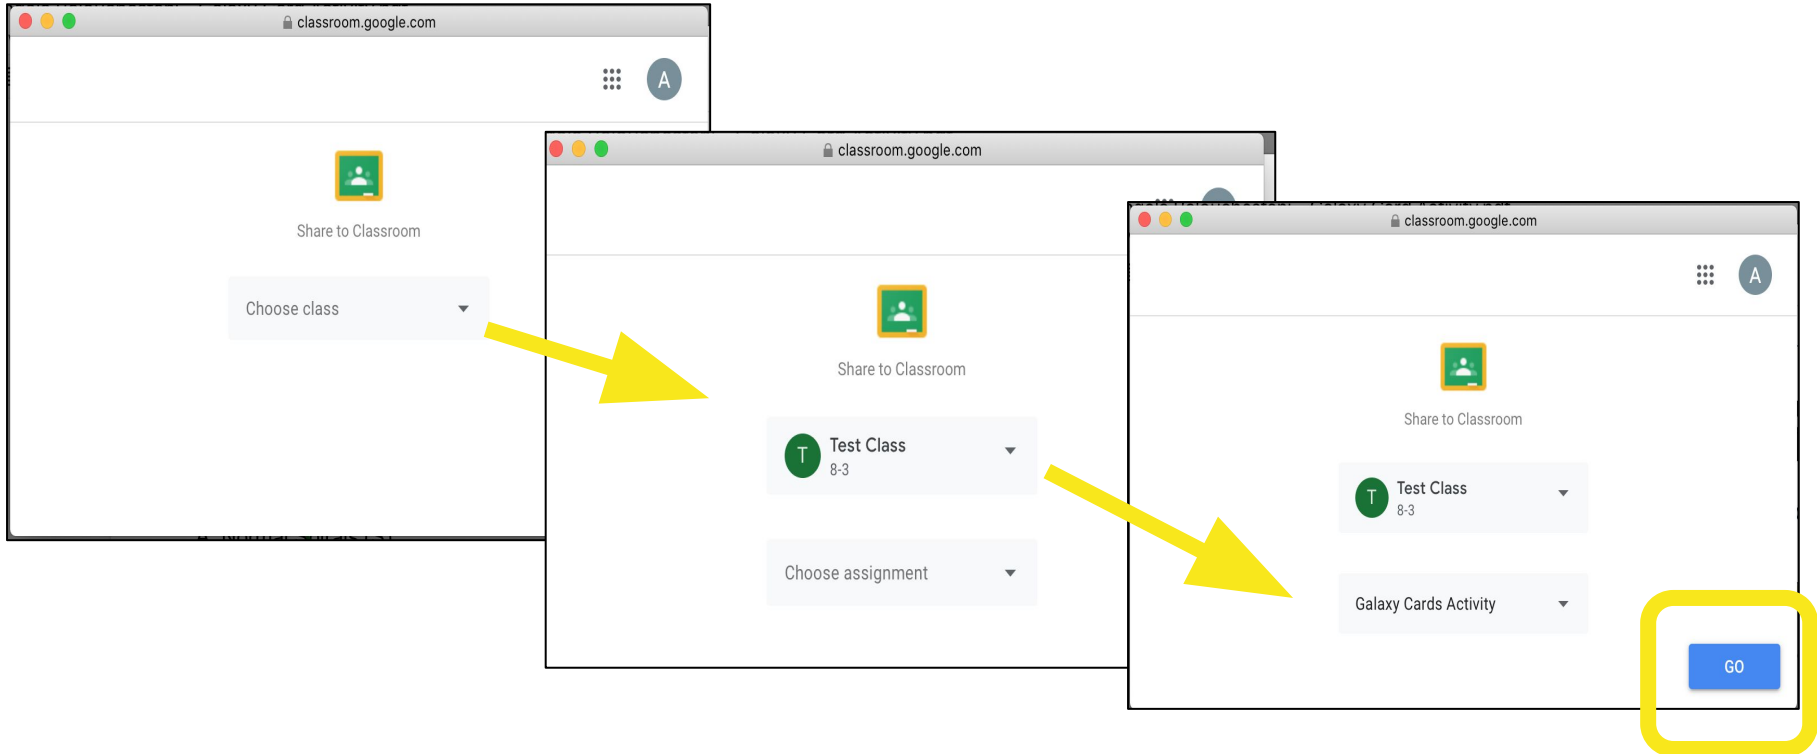 classroom.google.com
A
Share to Classroom
Choose class
classroom.google.com
Share to Classroom
T
Test Class
8-3
Choose assignment
classroom.google.com
A
Share to Classroom
T
Test Class
8-3
Galaxy Cards Activity
GO